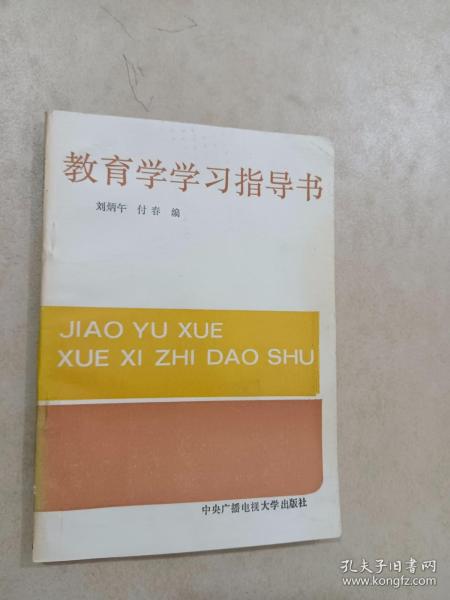 教育学学习指导书
刘炳午 付春 编
JIAO YU XUE
XUE XI ZHI DAO SHU
中央广播电视大学出版社
孔夫子旧书网
www.kongfz.com